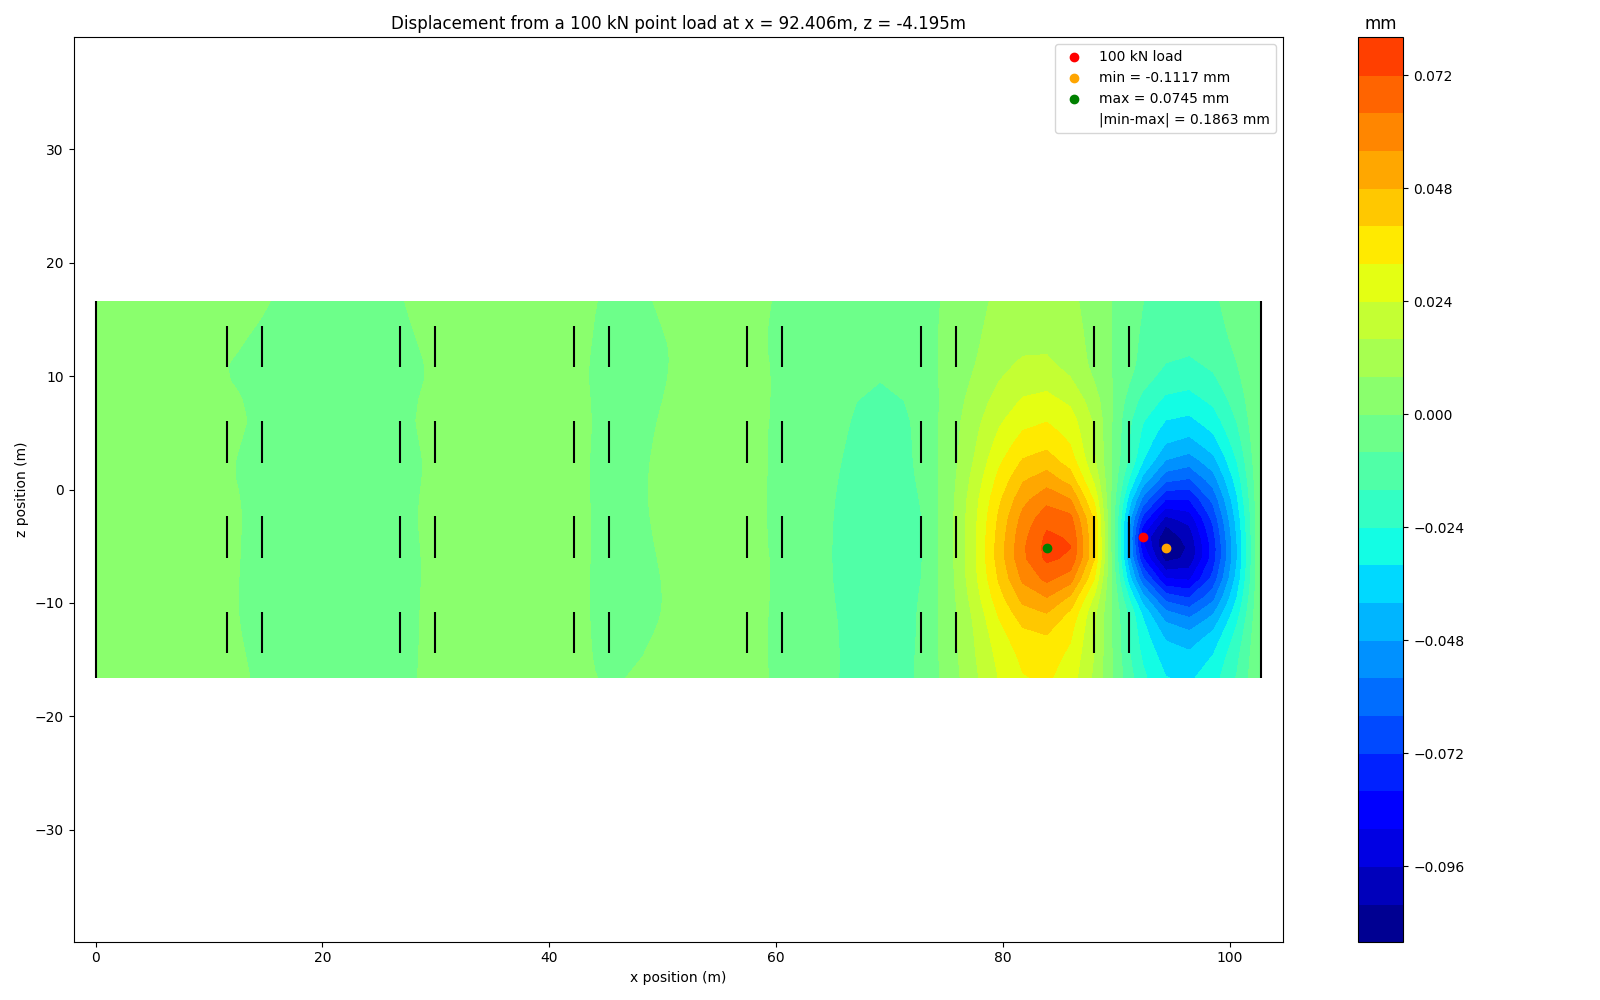 Displacement from a 100 kN point load at x = 92.406m, z = -4.195m
mm
100 kN load
min = -0.1117 mm
max = 0.0745 mm
|min-max| = 0.1863 mm
30
20
10
0
−10
−20
−30
z position (m)
0
20
40
60
80
100
x position (m)
0.072
0.048
0.024
0.000
−0.024
−0.048
−0.072
−0.096